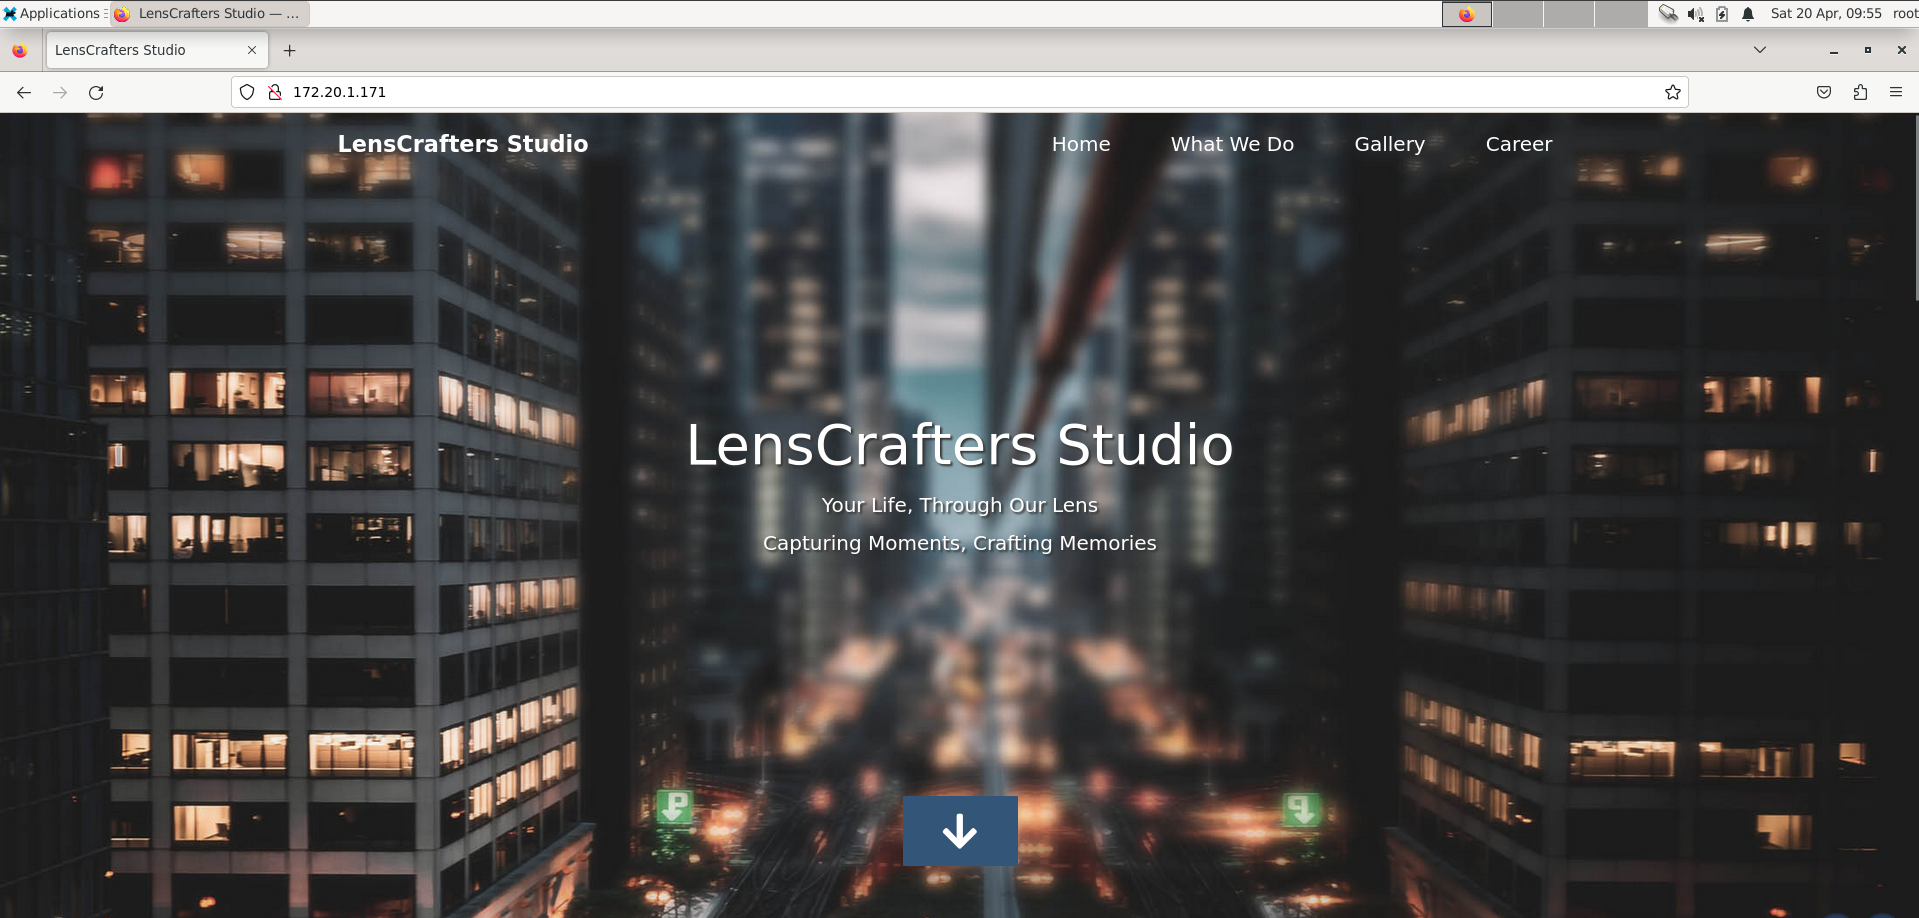 Applications
LensCrafters Studio — ...
Sat 20 Apr, 09:55
root
LensCrafters Studio
172.20.1.171
LensCrafters Studio
Home
What We Do
Gallery
Career
LensCrafters Studio
Your Life, Through Our Lens
Capturing Moments, Crafting Memories
P